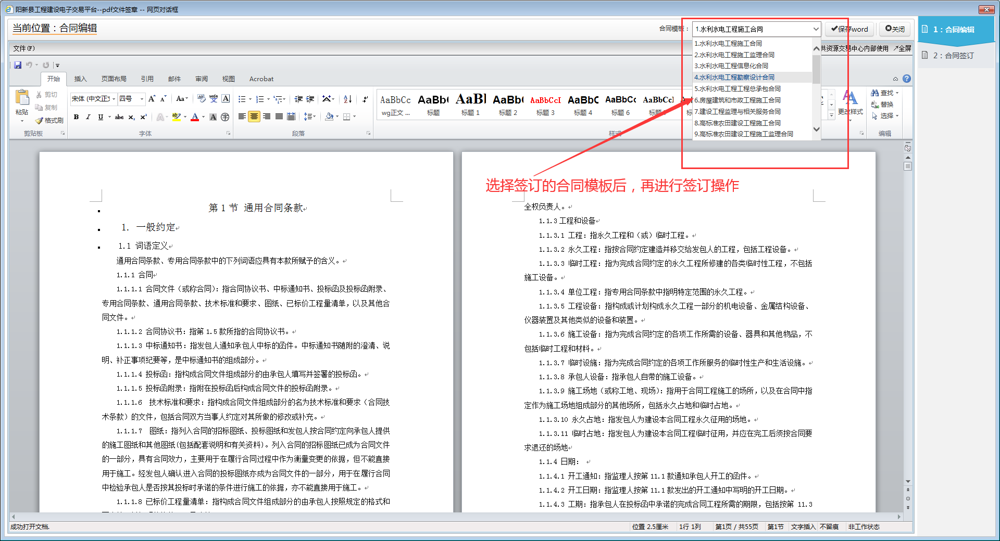 阳新县工程建设电子交易平台--pdf文件签章 -- 网页对话框
当前位置：合同编辑
合同模板：
1.水利水电工程施工合同
保存word
关闭
1：合同编辑
2：合同签订
文件(F)
共资源交易中心内部使用
全屏
1.水利水电工程施工合同
2.水利水电工程施工监理合同
3.水利水电工程信息化合同
4.水利水电工程勘察设计合同
5.水利水电工程工程总承包合同
6.房屋建筑和市政工程施工合同
7.建设工程监理与相关服务合同
8.高标准农田建设工程施工合同
9.高标准农田建设工程施工监理合同
开始 插入 页面布局 引用 邮件 审阅 视图 Acrobat
粘贴
剪切
复制
格式刷
剪贴板
宋体 (中文正
四号
字体
段落
AaBbCc AaBb( AaBl AaBb( AaBbCcI AaBbC AaBbCc AaBbCcI
wg正文 ... 标题 标题 1 标题 2 标题 3 标题 4 标题 6
样式
更改样式
查找
替换
选择
编辑
选择签订的合同模板后，再进行签订操作
第 1 节 通用合同条款
1. 一般约定
1.1 词语定义
通用合同条款、专用合同条款中的下列词语应具有本款所赋予的含义。
1.1.1 合同
1.1.1.1 合同文件（或称合同）：指合同协议书、中标通知书、投标函及投标函附录、
专用合同条款、通用合同条款、技术标准和要求、图纸、已标价工程量清单，以及其他合
同文件。
1.1.1.2 合同协议书：指第 1.5 款所指的合同协议书。
1.1.1.3 中标通知书：指发包人通知承包人中标的函件。中标通知书随附的澄清、说
明、补正事项纪要等，是中标通知书的组成部分。
1.1.1.4 投标函：指构成合同文件组成部分的由承包人填写并签署的投标函。
1.1.1.5 投标函附录：指附在投标函后构成合同文件的投标函附录。
1.1.1.6 技术标准和要求：指构成合同文件组成部分的名为技术标准和要求（合同技
术条款）的文件，包括合同双方当事人约定对其所做的修改或补充。
1.1.1.7 图纸：指列入合同的招标图纸、投标图纸和发包人按合同约定向承包人提供
的施工图纸和其他图纸(包括配套说明和有关资料)。列入合同的招标图纸已成为合同文件
的一部分，具有合同效力，主要用于在履行合同过程中作为衡量变更的依据，但不能直接
用于施工。经发包人确认进入合同的投标图纸亦成为合同文件的一部分，用于在履行合同
中检验承包人是否按其投标时承诺的条件进行施工的依据，亦不能直接用于施工。
1.1.1.8 已标价工程量清单：指构成合同文件组成部分的由承包人按照规定的格式和
全权负责人。
1.1.3 工程和设备
1.1.3.1 工程：指永久工程和（或）临时工程。
1.1.3.2 永久工程：指按合同约定建造并移交给发包人的工程，包括工程设备。
1.1.3.3 临时工程：指为完成合同约定的永久工程所修建的各类临时性工程，不包括
施工设备。
1.1.3.4 单位工程：指专用合同条款中指明特定范围的永久工程。
1.1.3.5 工程设备：指构成或计划构成永久工程一部分的机电设备、金属结构设备、
仪器装置及其他类似的设备和装置。
1.1.3.6 施工设备：指为完成合同约定的各项工作所需的设备、器具和其他物品，不
包括临时工程和材料。
1.1.3.7 临时设施：指为完成合同约定的各项工作所服务的临时性生产和生活设施。
1.1.3.8 承包人设备：指承包人自带的施工设备。
1.1.3.9 施工场地（或称工地、现场）：指用于合同工程施工的场所，以及在合同中指
定作为施工场地组成部分的其他场所，包括永久占地和临时占地。
1.1.3.10 永久占地：指发包人为建设本合同工程永久征用的场地。
1.1.3.11 临时占地：指发包人为建设本合同工程临时征用，并应在完工后须按合同要
求退还的场地
1.1.4 日期：
1.1.4.1 开工通知：指监理人按第 11.1 款通知承包人开工的函件。
1.1.4.2 开工日期：指监理人按第 11.1 款发出的开工通知中写明的开工日期。
1.1.4.3 工期：指承包人在投标函中承诺的完成合同工程所需的期限，包括按第 11.3
成功打开文档.
位置 2.5厘米 1行 1列 第1页 / 共55页 第1节 文字插入 不留痕 非工作状态